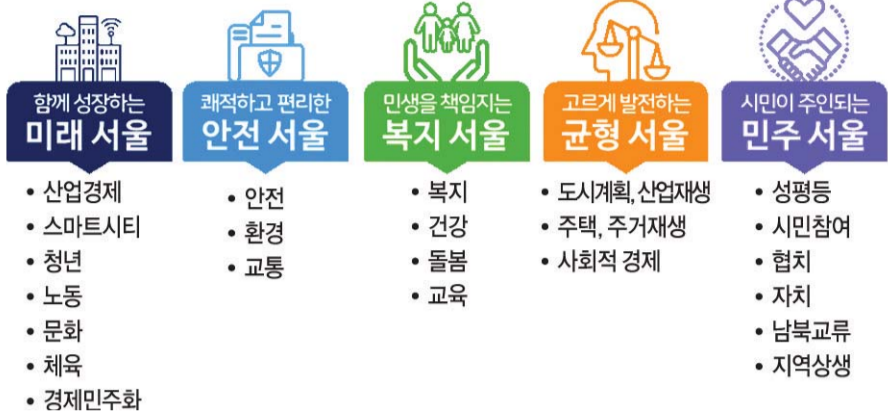 함께 성장하는
미래 서울
• 산업경제
• 스마트시티
• 청년
• 노동
• 문화
• 체육
• 경제민주화
쾌적하고 편리한
안전 서울
• 안전
• 환경
• 교통
민생을 책임지는
복지 서울
• 복지
• 건강
• 돌봄
• 교육
고르게 발전하는
균형 서울
• 도시계획, 산업재생
• 주택, 주거재생
• 사회적 경제
시민이 주인되는
민주 서울
• 성평등
• 시민참여
• 협치
• 자치
• 남북교류
• 지역상생